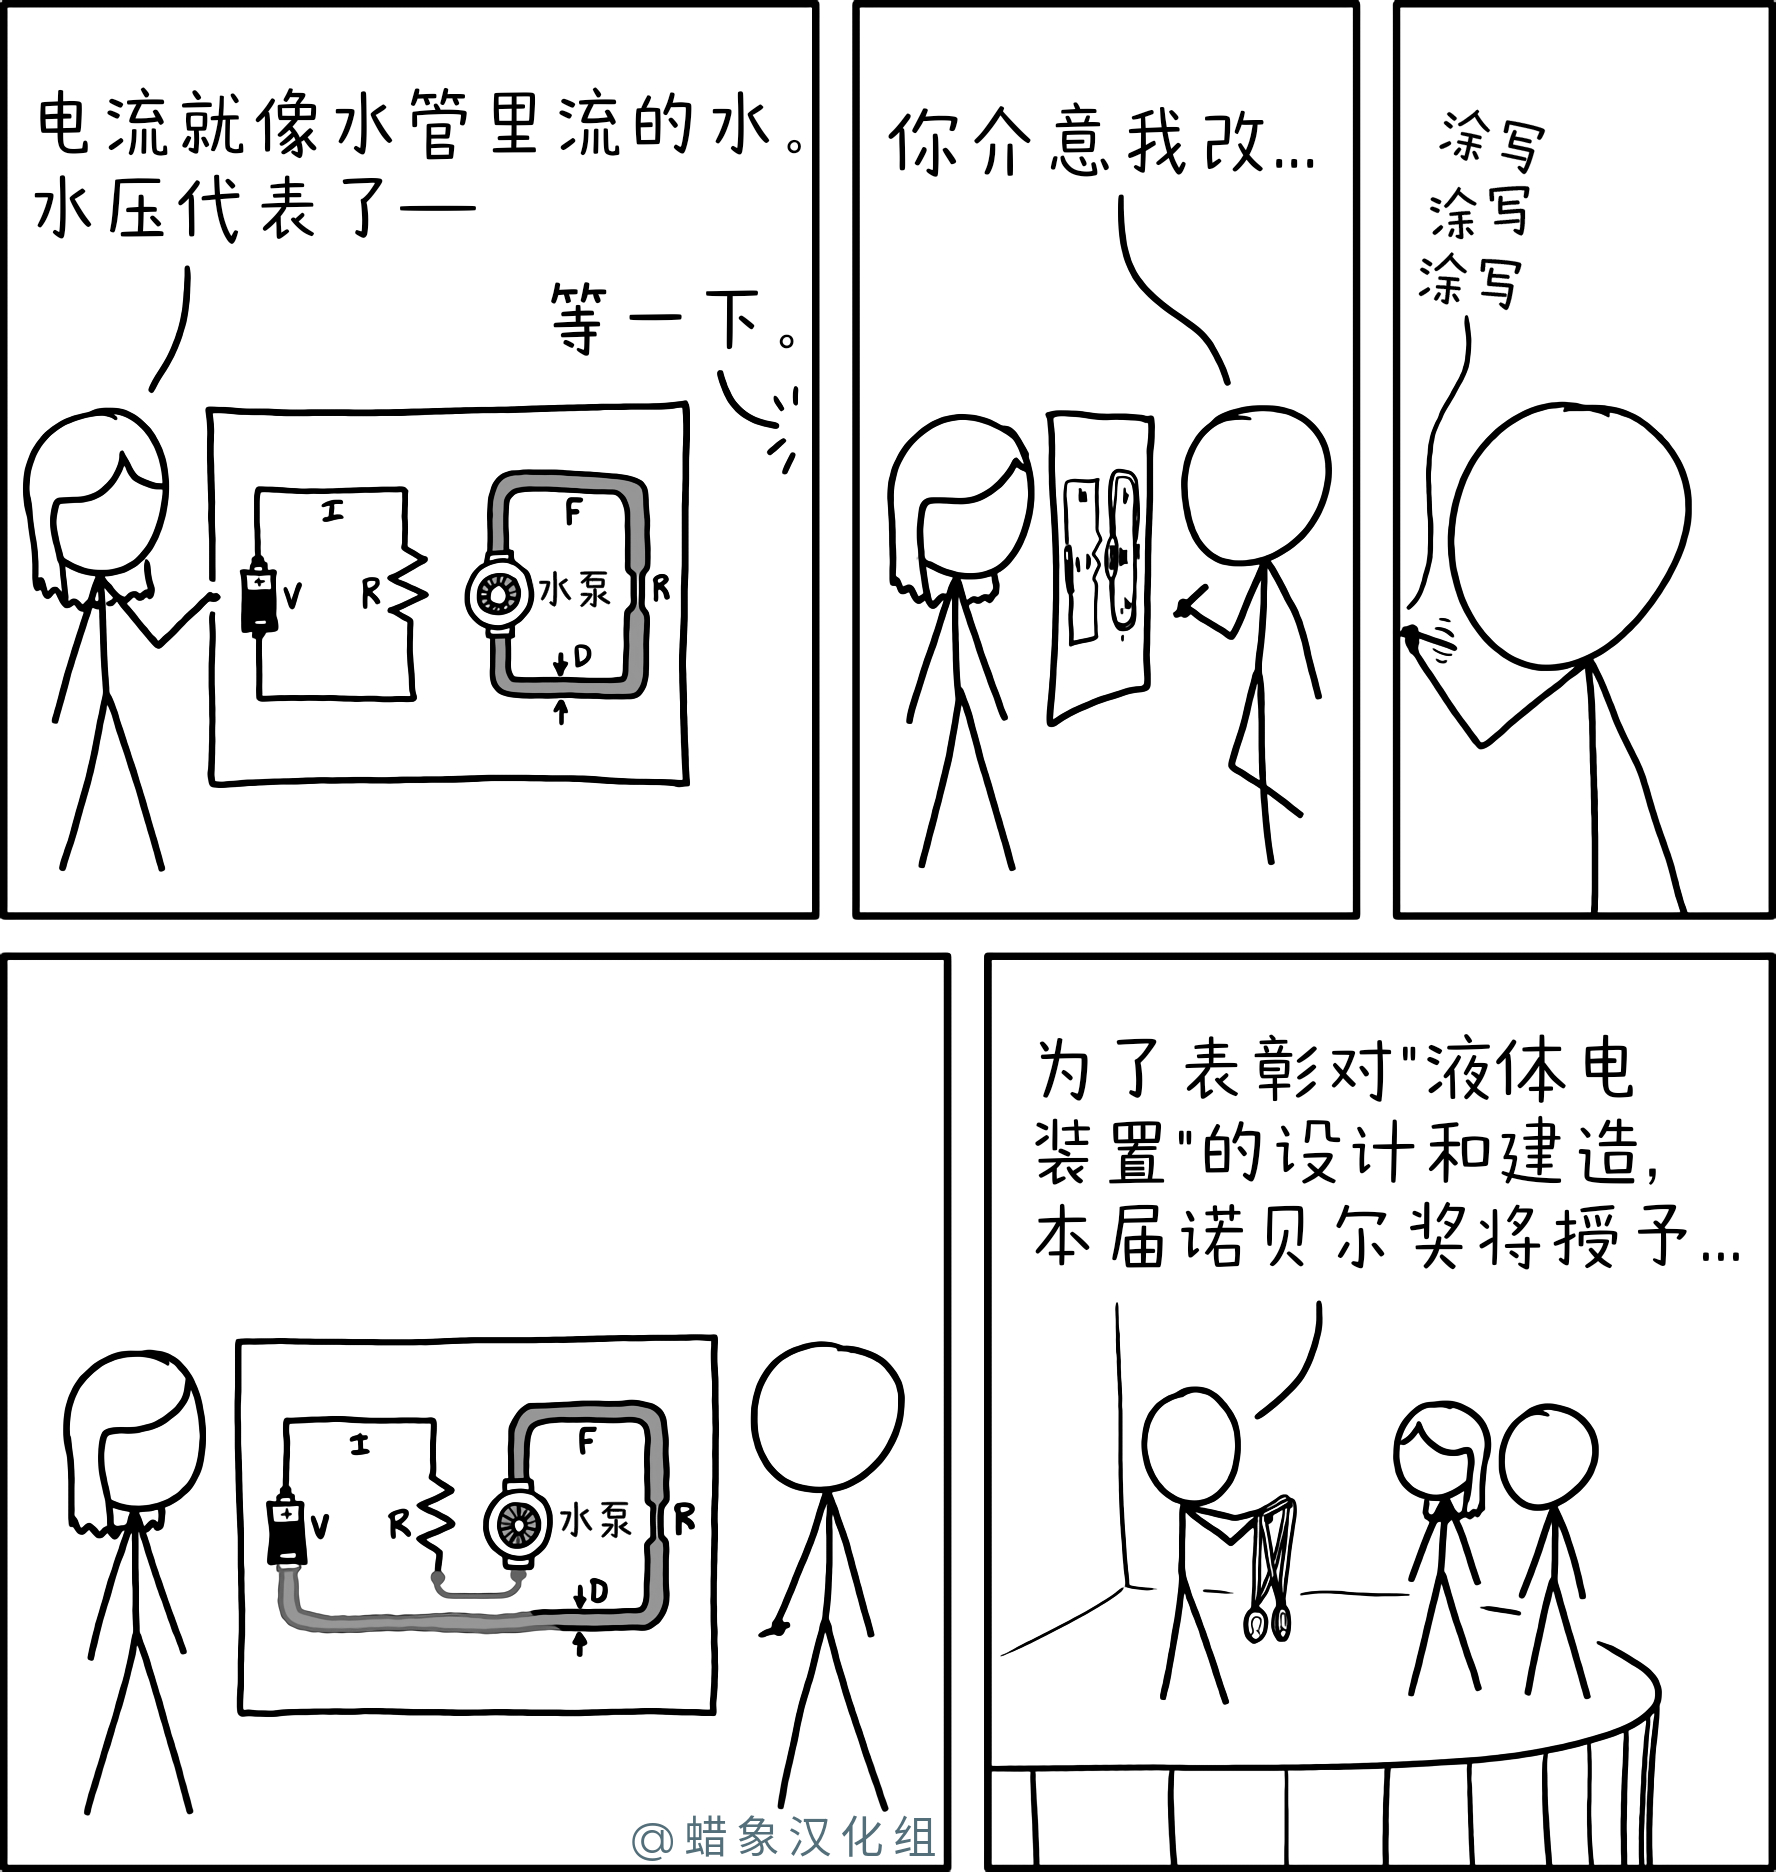 电流就像水管里流的水。
水压代表了——
等一下。
I
V
R
F
水泵
R
D
你介意我改...
涂写
涂写
涂写
I
V
R
F
水泵
R
D
@蜡象汉化组
为了表彰对"液体电
装置"的设计和建造,
本届诺贝尔奖将授予...